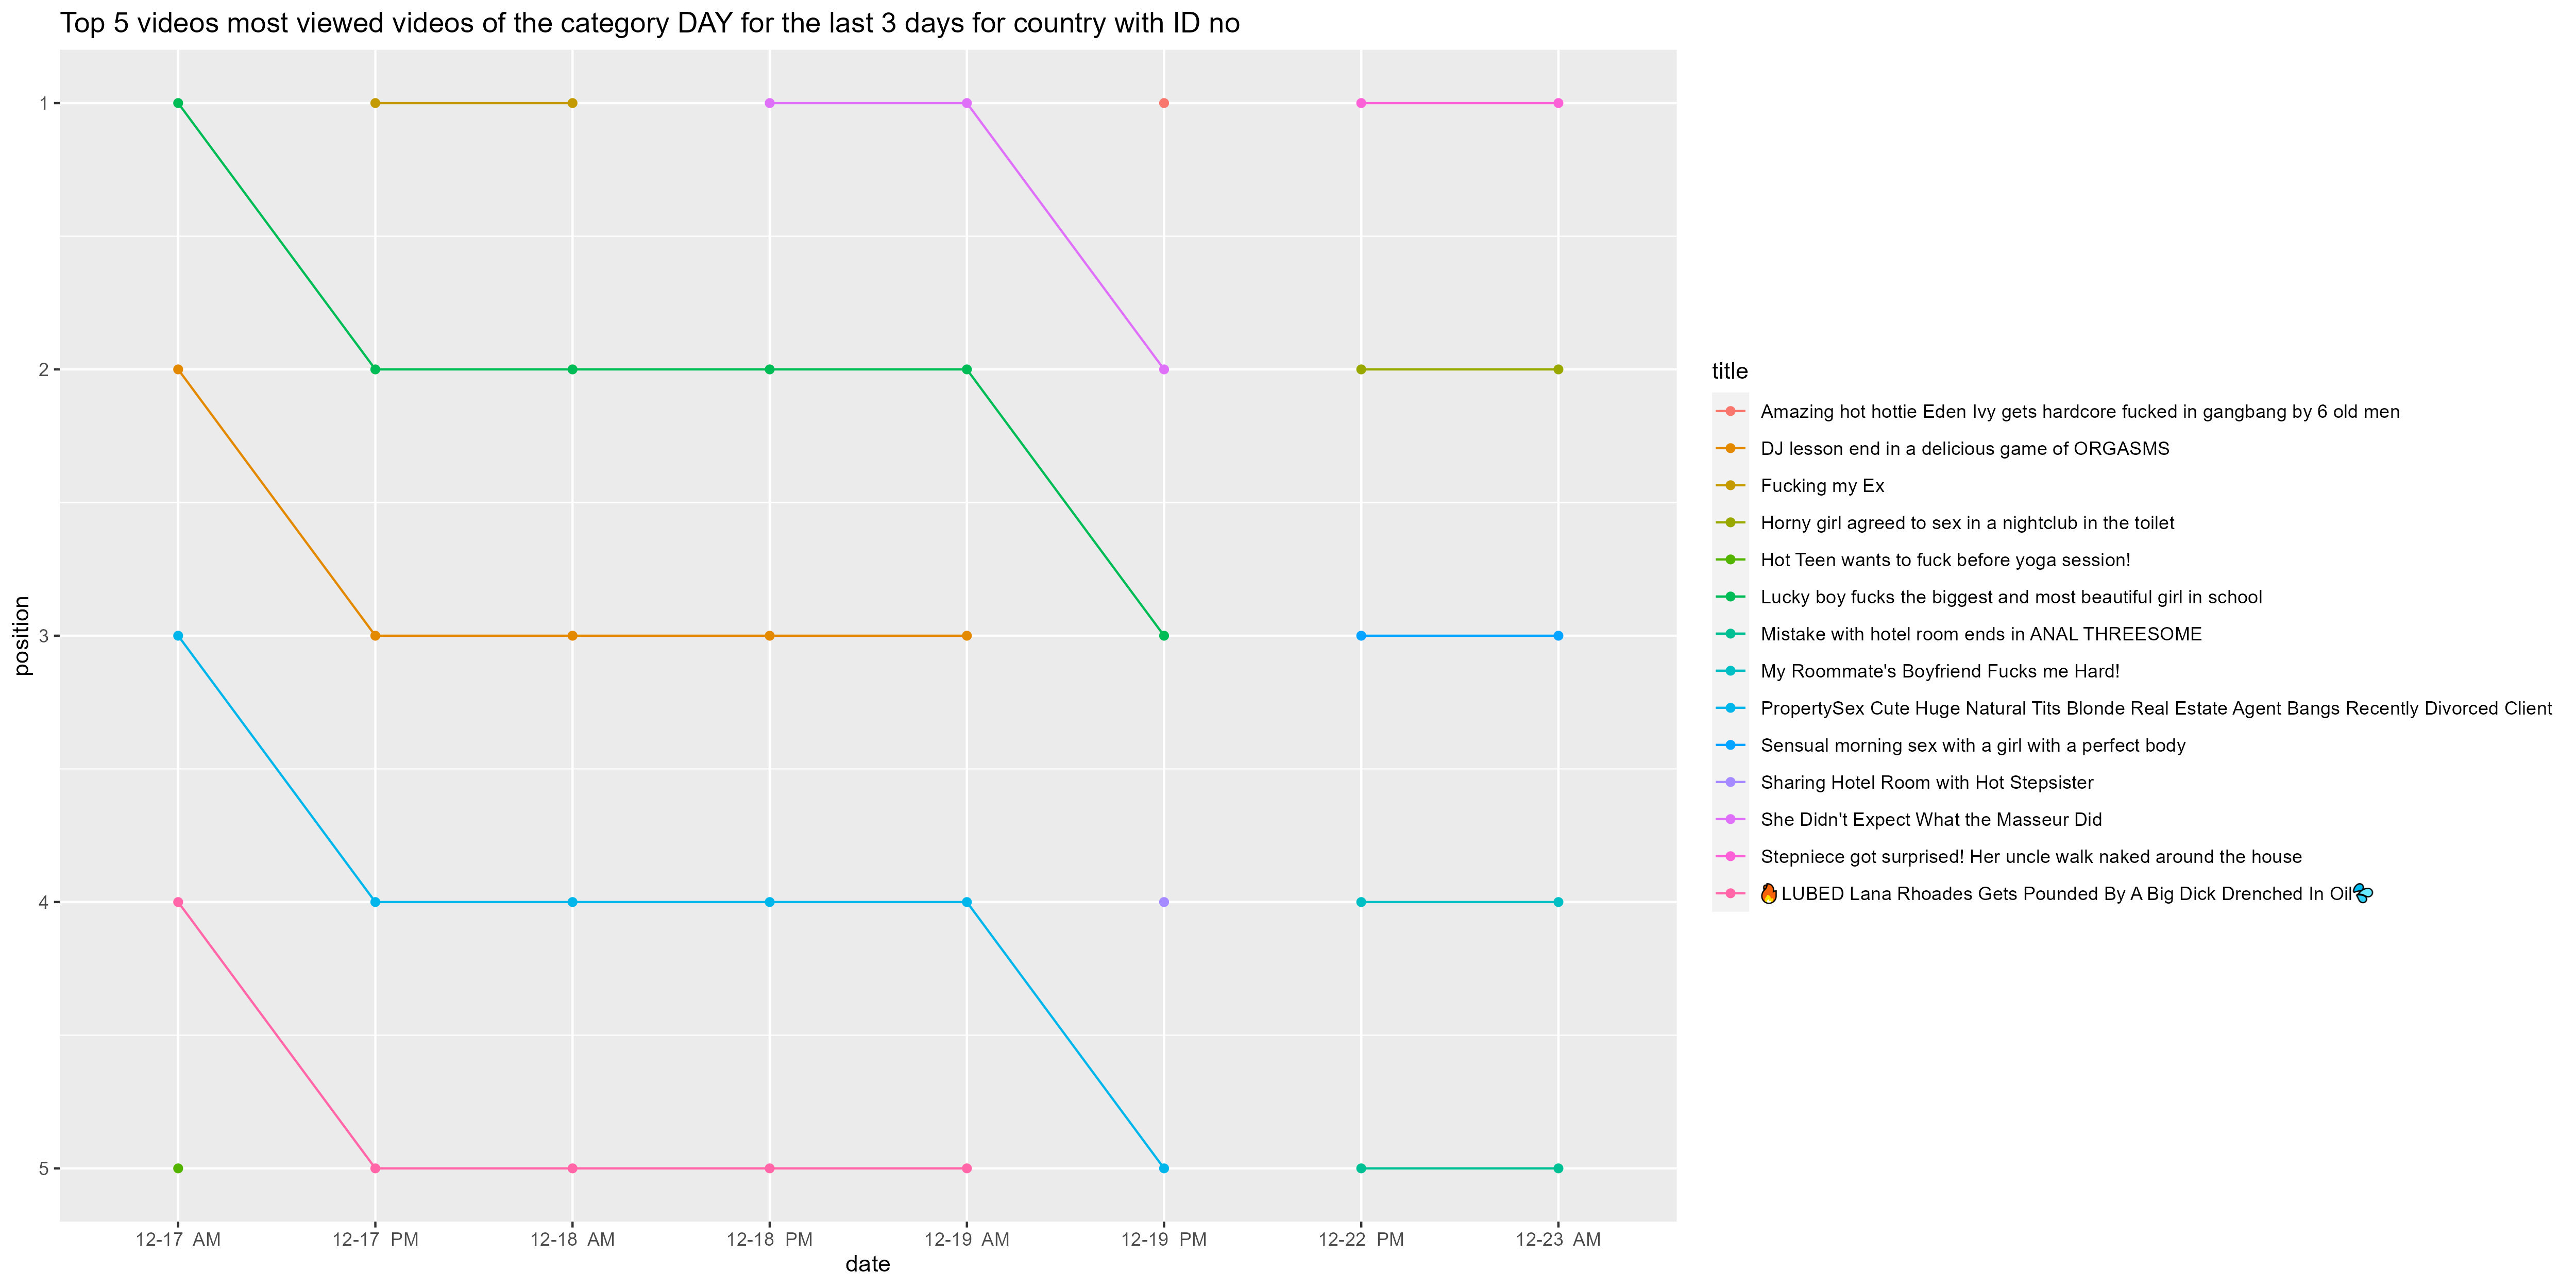 Top 5 videos most viewed videos of the category DAY for the last 3 days for country with ID no
position
1
2
3
4
5
12-17 AM
12-17 PM
12-18 AM
12-18 PM
12-19 AM
12-19 PM
12-22 PM
12-23 AM
date
title
Amazing hot hottie Eden Ivy gets hardcore fucked in gangbang by 6 old men
DJ lesson end in a delicious game of ORGASMS
Fucking my Ex
Horny girl agreed to sex in a nightclub in the toilet
Hot Teen wants to fuck before yoga session!
Lucky boy fucks the biggest and most beautiful girl in school
Mistake with hotel room ends in ANAL THREESOME
My Roommate's Boyfriend Fucks me Hard!
PropertySex Cute Huge Natural Tits Blonde Real Estate Agent Bangs Recently Divorced Client
Sensual morning sex with a girl with a perfect body
Sharing Hotel Room with Hot Stepsister
She Didn't Expect What the Masseur Did
Stepniece got surprised! Her uncle walk naked around the house
🔥LUBED Lana Rhoades Gets Pounded By A Big Dick Drenched In Oil💦